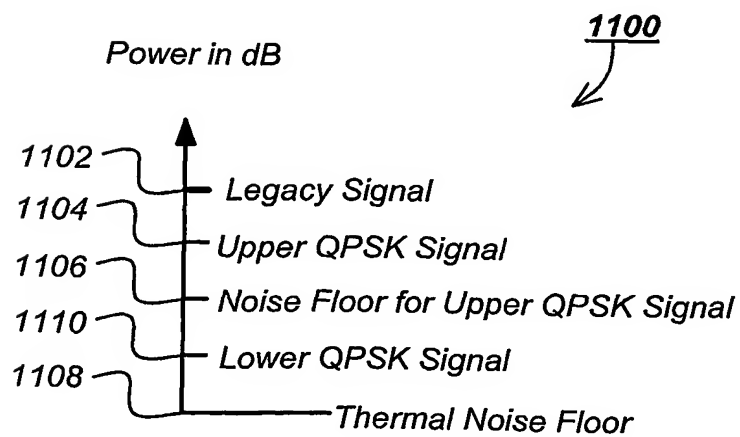 1100
Power in dB
1102
Legacy Signal
1104
Upper QPSK Signal
1106
Noise Floor for Upper QPSK Signal
1110
Lower QPSK Signal
1108
Thermal Noise Floor